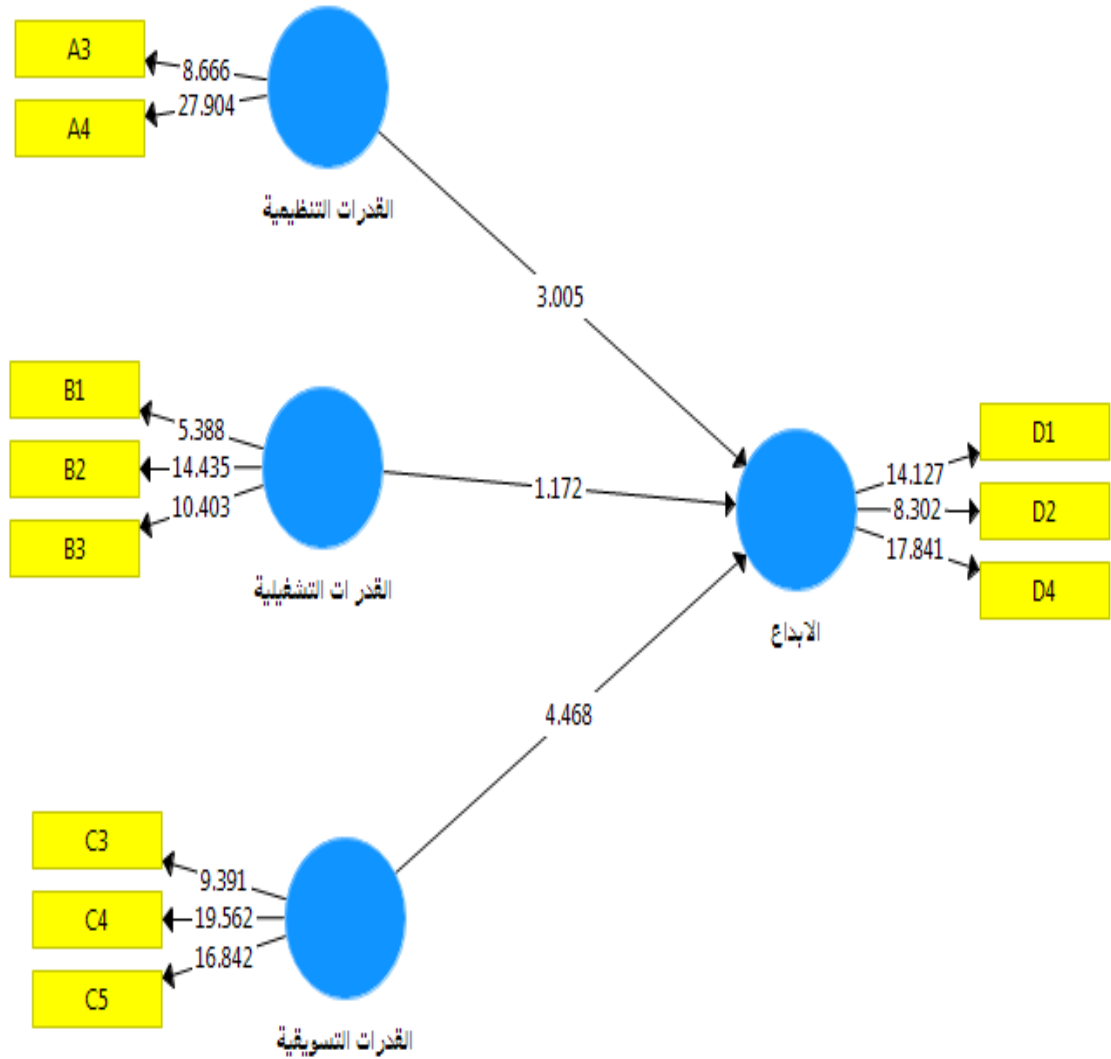 A3
8.666
27.904
A4
القدرات التنظيمية
3.005
B1
5.388
B2
14.435
10.403
B3
القدر ات التشغيلية
1.172
D1
14.127
8.302
D2
17.841
D4
الابداع
4.468
C3
9.391
C4
19.562
16.842
C5
القدرات التسويقية